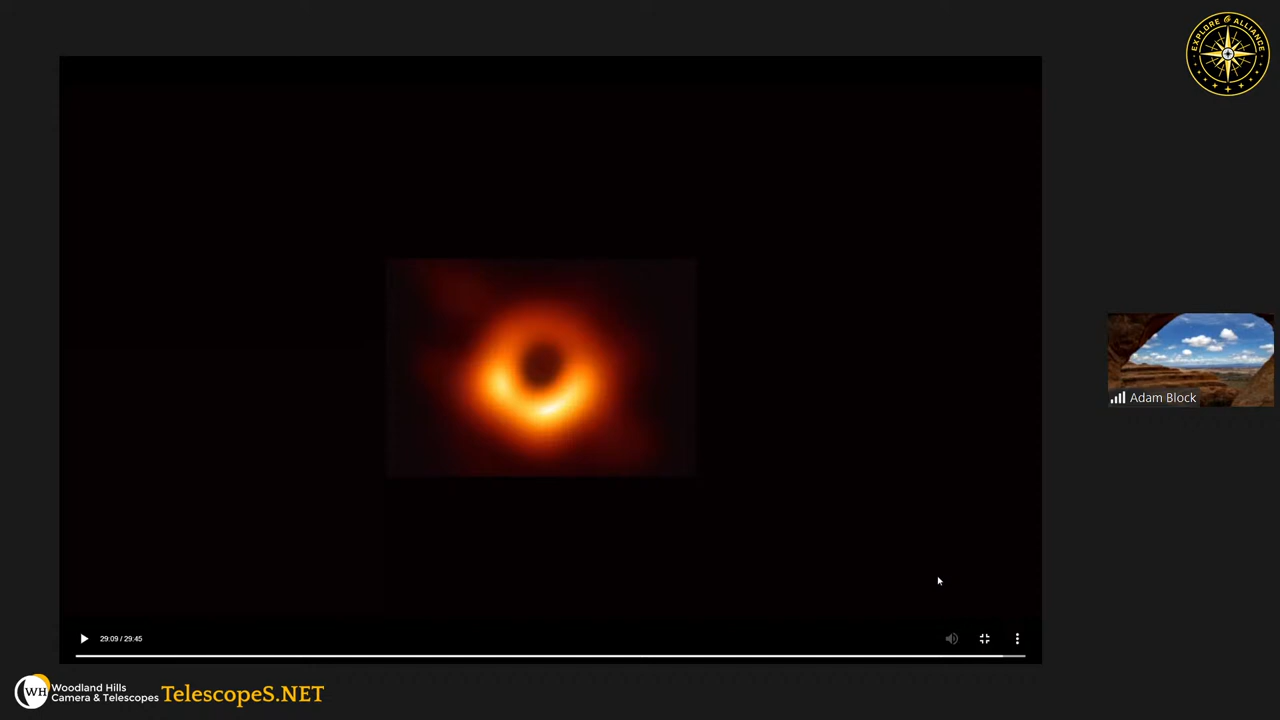 EXPLORE ALLIANCE
Adam Block
29:09 / 29:45
WH
Woodland Hills
Camera & Telescopes
TelescopeS.NET